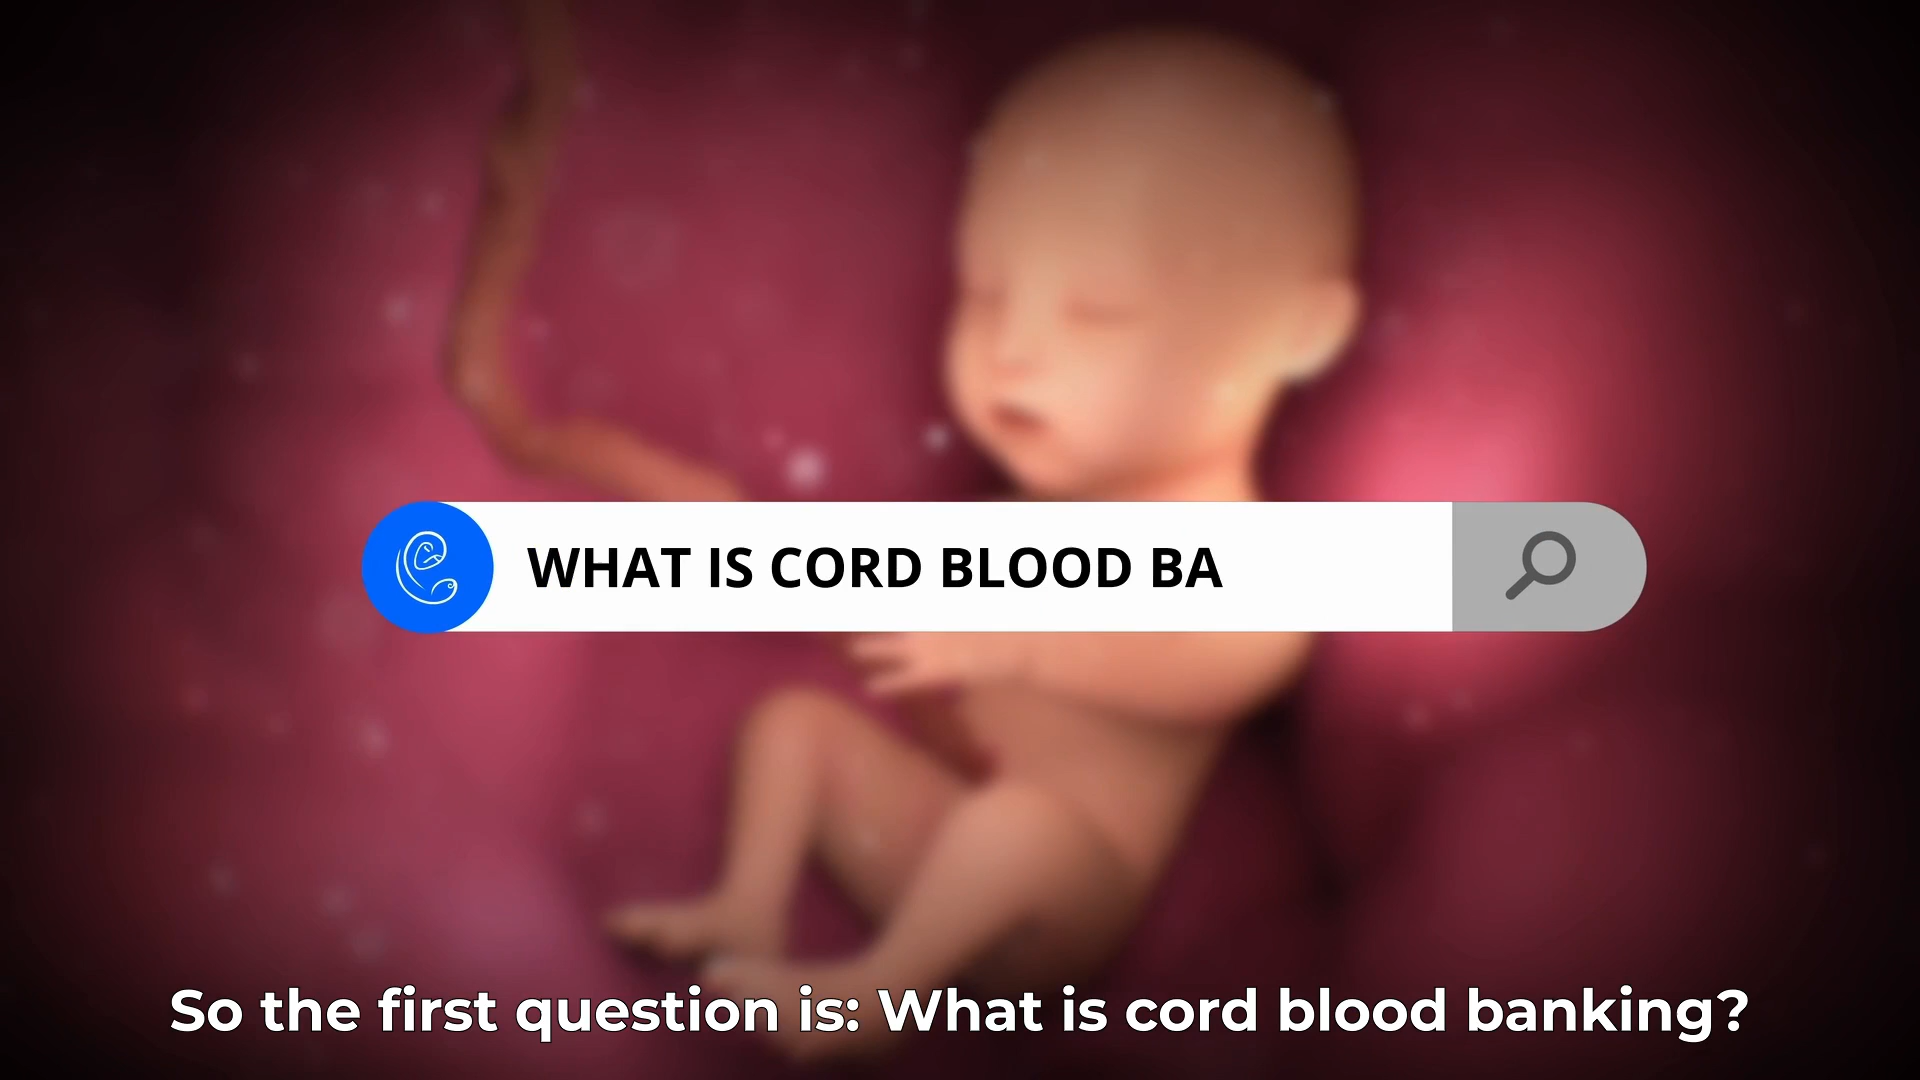 WHAT IS CORD BLOOD BA
So the first question is: What is cord blood banking?